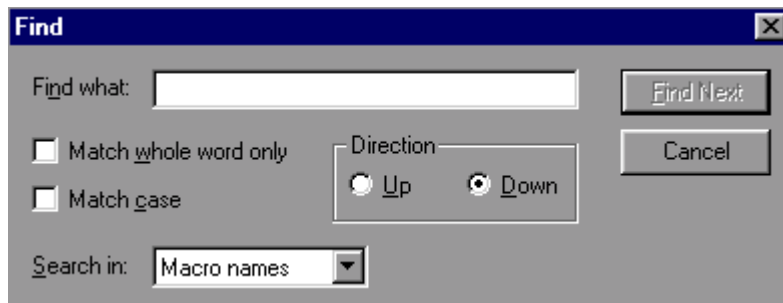 Find
Find what:
Find Next
Match whole word only
Direction
Cancel
Match case
Up
Down
Search in:
Macro names